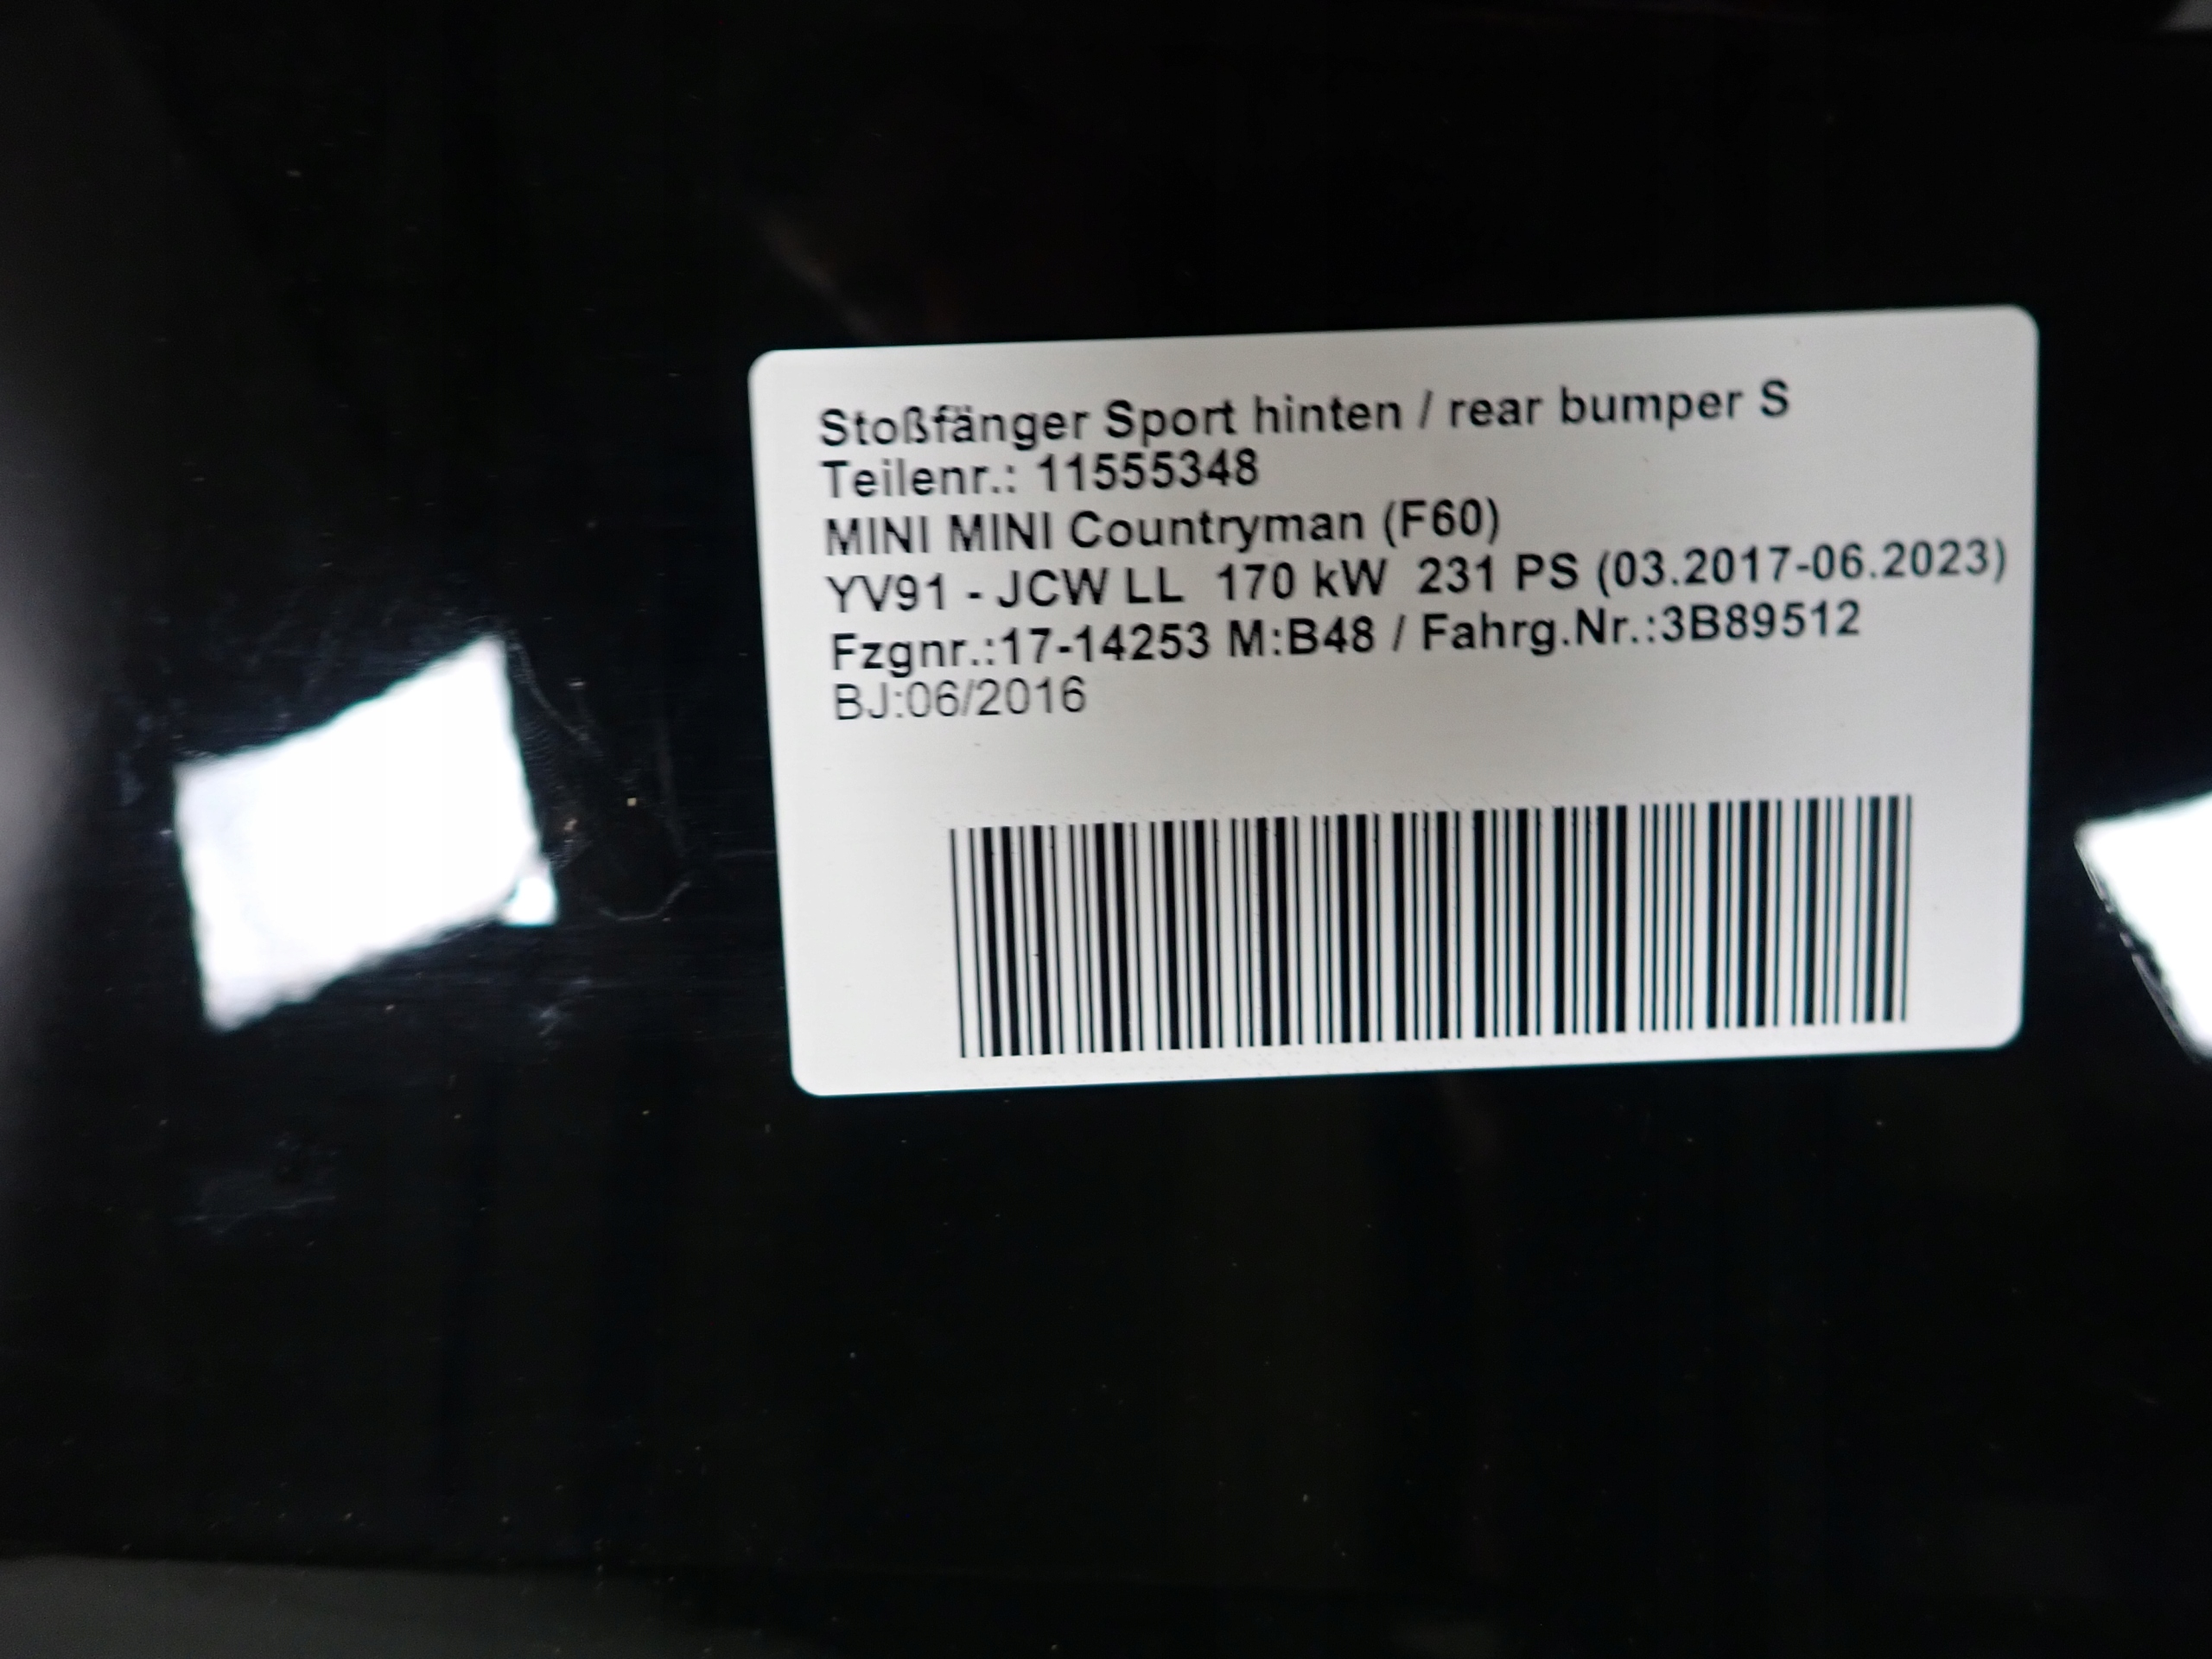 Stoßfänger Sport hinten / rear bumper S
Teilenr.: 11555348
MINI MINI Countryman (F60)
YV91 - JCW LL 170 kW 231 PS (03.2017-06.2023)
Fzgnr.:17-14253 M:B48 / Fahrg.Nr.:3B89512
BJ:06/2016